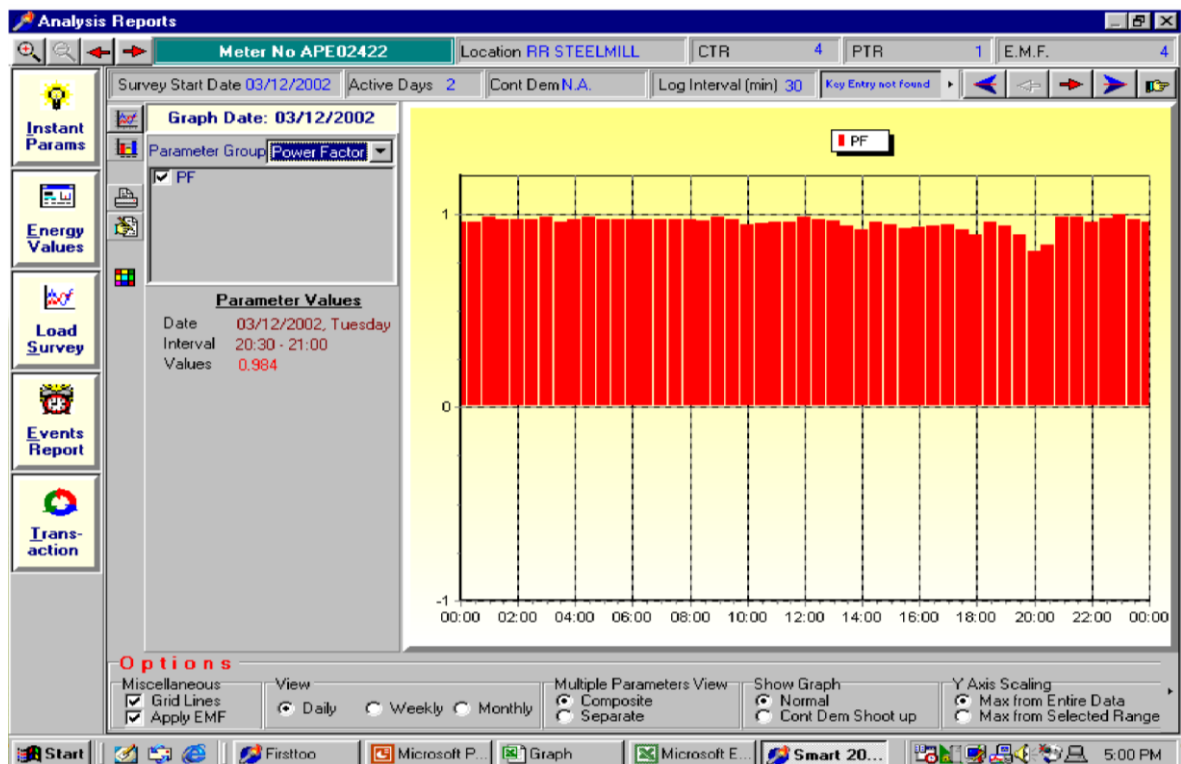 Analysis Reports
Meter No APE02422
Location RR STEELMILL
CTR 4
PTR 1
E.M.F. 4
Survey Start Date 03/12/2002
Active Days 2
Cont Dem N.A.
Log Interval (min) 30
Key Entry not found
Instant Params
Energy Values
Load Survey
Events Report
Trans-action
Graph Date: 03/12/2002
Parameter Group Power Factor
PF
Parameter Values
Date 03/12/2002, Tuesday
Interval 20:30 - 21:00
Values 0.984
PF
1
0
-1
00:00 02:00 04:00 06:00 08:00 10:00 12:00 14:00 16:00 18:00 20:00 22:00 00:00
Options
Miscellaneous
Grid Lines
Apply EMF
View
Daily Weekly Monthly
Multiple Parameters View
Composite
Separate
Show Graph
Normal
Cont Dem Shoot up
Y Axis Scaling
Max from Entire Data
Max from Selected Range
Start
Firsttoo
Microsoft P...
Graph
Microsoft E...
Smart 20...
5:00 PM